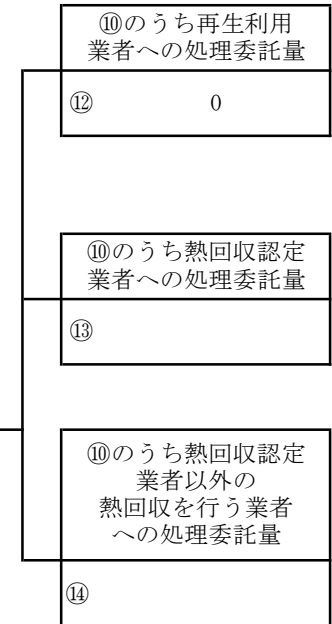 ⑩のうち再生利用
業者への処理委託量
⑫ 0
⑩のうち熱回収認定
業者への処理委託量
⑬
⑩のうち熱回収認定
業者以外の
熱回収を行う業者
への処理委託量
⑭